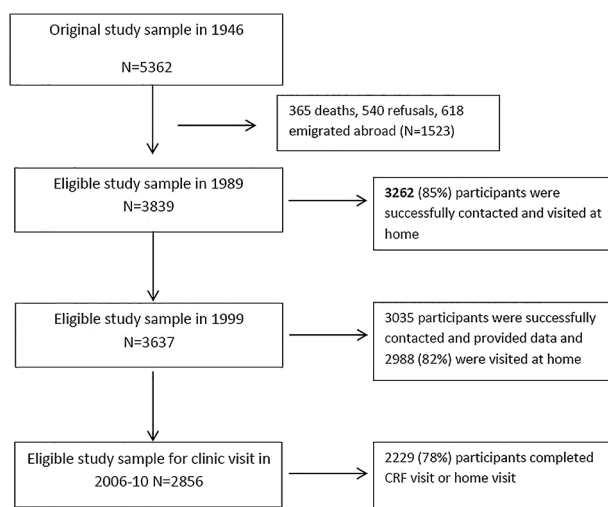 Original study sample in 1946
N=5362
365 deaths, 540 refusals, 618
emigrated abroad (N=1523)
Eligible study sample in 1989
N=3839
3262 (85%) participants were
successfully contacted and visited at
home
Eligible study sample in 1999
N=3637
3035 participants were successfully
contacted and provided data and
2988 (82%) were visited at home
Eligible study sample for clinic visit in
2006-10 N=2856
2229 (78%) participants completed
CRF visit or home visit